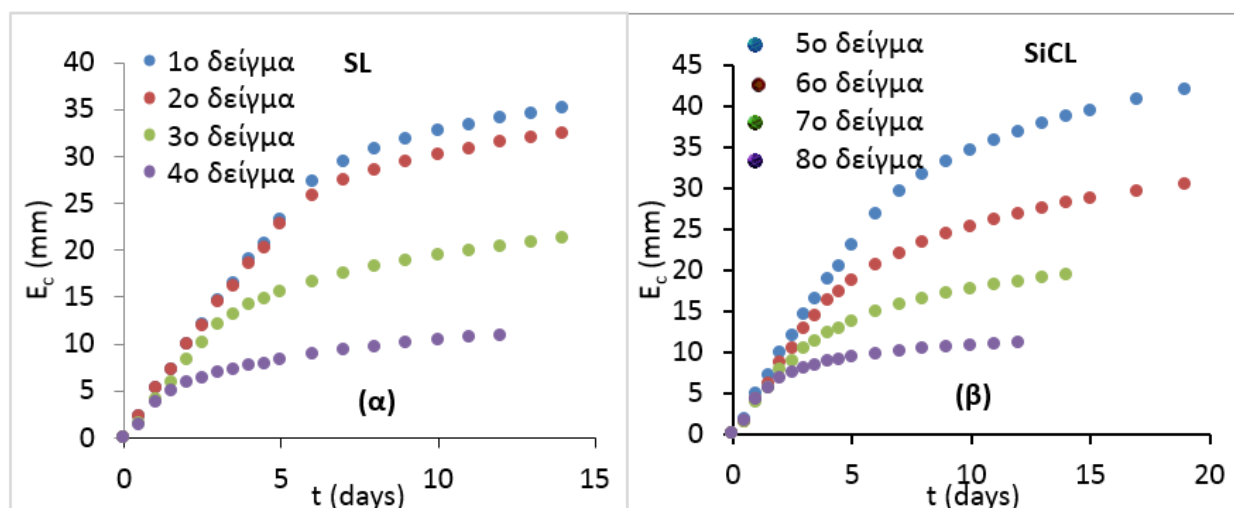 SL
1ο δείγμα
2ο δείγμα
3ο δείγμα
4ο δείγμα
40
35
30
25
20
15
10
5
0
E_c (mm)
(α)
0 5 10 15
t (days)
SiCL
5ο δείγμα
6ο δείγμα
7ο δείγμα
8ο δείγμα
45
40
35
30
25
20
15
10
5
0
E_c (mm)
(β)
0 5 10 15 20
t (days)